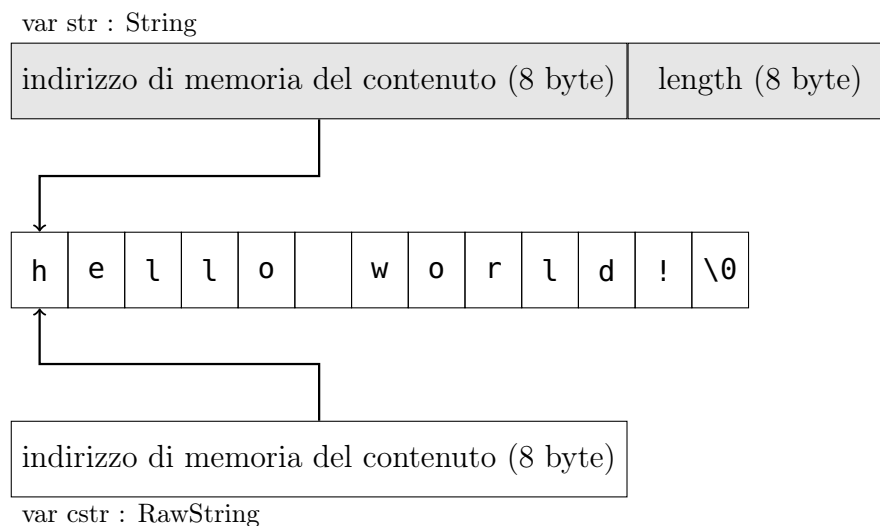 var str : String
indirizzo di memoria del contenuto (8 byte) length (8 byte)
h e l l o w o r l d ! \0
indirizzo di memoria del contenuto (8 byte)
var cstr : RawString